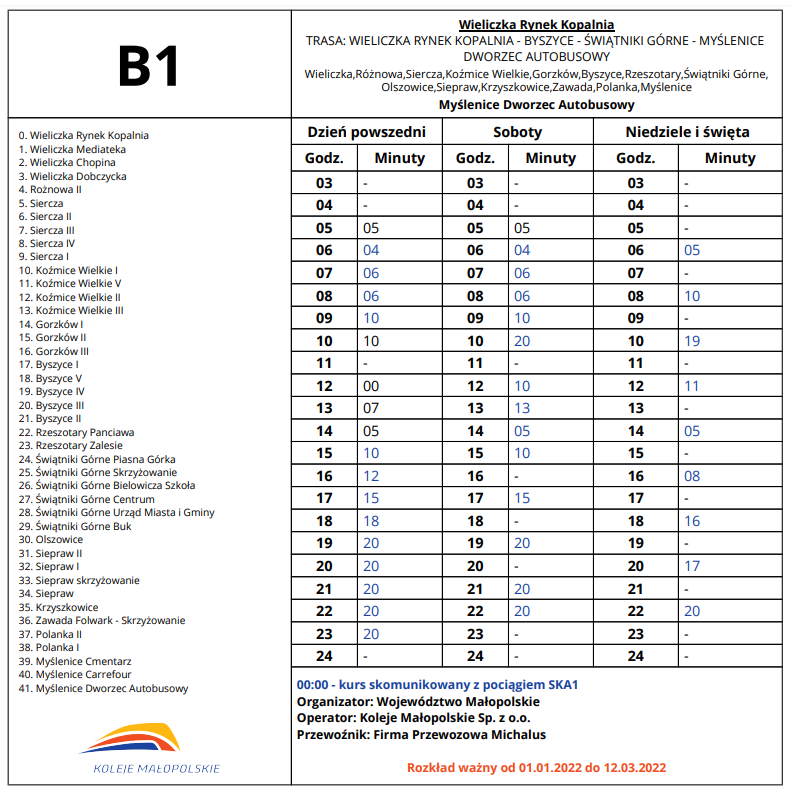 B1
Wieliczka Rynek Kopalnia
TRASA: WIELICZKA RYNEK KOPALNIA - BYSZYCE - ŚWIĄTNIKI GÓRNE - MYŚLENICE
DWORZEC AUTOBUSOWY
Wieliczka,Różnowa,Siercza,Koźmice Wielkie,Gorzków,Byszyce,Rzeszotary,Świątniki Górne,
Olszowice,Siepraw,Krzyszkowice,Zawada,Polanka,Myślenice
Myślenice Dworzec Autobusowy
0. Wieliczka Rynek Kopalnia
1. Wieliczka Mediateka
2. Wieliczka Chopina
3. Wieliczka Dobczycka
4. Rożnowa II
5. Siercza
6. Siercza II
7. Siercza III
8. Siercza IV
9. Siercza I
10. Koźmice Wielkie I
11. Koźmice Wielkie V
12. Koźmice Wielkie II
13. Koźmice Wielkie III
14. Gorzków I
15. Gorzków II
16. Gorzków III
17. Byszyce I
18. Byszyce V
19. Byszyce IV
20. Byszyce III
21. Byszyce II
22. Rzeszotary Panciawa
23. Rzeszotary Zalesie
24. Świątniki Górne Piasna Górka
25. Świątniki Górne Skrzyżowanie
26. Świątniki Górne Bielowicza Szkoła
27. Świątniki Górne Centrum
28. Świątniki Górne Urząd Miasta i Gminy
29. Świątniki Górne Buk
30. Olszowice
31. Siepraw II
32. Siepraw I
33. Siepraw skrzyżowanie
34. Siepraw
35. Krzyszkowice
36. Zawada Folwark - Skrzyżowanie
37. Polanka II
38. Polanka I
39. Myślenice Cmentarz
40. Myślenice Carrefour
41. Myślenice Dworzec Autobusowy
KOLEJE MAŁOPOLSKIE
Dzień powszedni Soboty Niedziele i święta
Godz. Minuty Godz. Minuty Godz. Minuty
03 - 03 - 03 -
04 - 04 - 04 -
05 05 05 05 05 -
06 04 06 04 06 05
07 06 07 06 07 -
08 06 08 06 08 10
09 10 09 10 09 -
10 10 10 20 10 19
11 - 11 - 11 -
12 00 12 10 12 11
13 07 13 13 13 -
14 05 14 05 14 05
15 10 15 10 15 -
16 12 16 - 16 08
17 15 17 15 17 -
18 18 18 - 18 16
19 20 19 20 19 -
20 20 20 - 20 17
21 20 21 20 21 -
22 20 22 20 22 20
23 20 23 - 23 -
24 - 24 - 24 -
00:00 - kurs skomunikowany z pociągiem SKA1
Organizator: Województwo Małopolskie
Operator: Koleje Małopolskie Sp. z o.o.
Przewoźnik: Firma Przewozowa Michalus
Rozkład ważny od 01.01.2022 do 12.03.2022